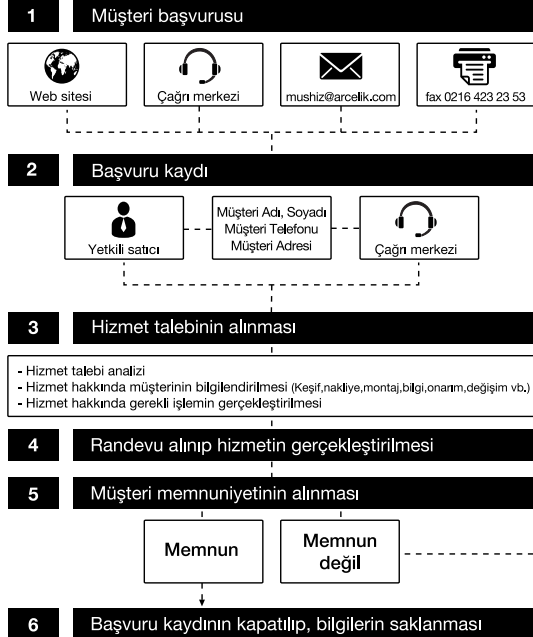 1 Müşteri başvurusu
Web sitesi
Çağrı merkezi
mushiz@arcelik.com
fax 0216 423 23 53
2 Başvuru kaydı
Yetkili satıcı
Müşteri Adı, Soyadı
Müşteri Telefonu
Müşteri Adresi
Çağrı merkezi
3 Hizmet talebinin alınması
- Hizmet talebi analizi
- Hizmet hakkında müşterinin bilgilendirilmesi (Keşif,nakliye,montaj,bilgi,onarım,değişim vb.)
- Hizmet hakkında gerekli işlemin gerçekleştirilmesi
4 Randevu alınıp hizmetin gerçekleştirilmesi
5 Müşteri memnuniyetinin alınması
Memnun
Memnun
değil
6 Başvuru kaydının kapatılıp, bilgilerin saklanması